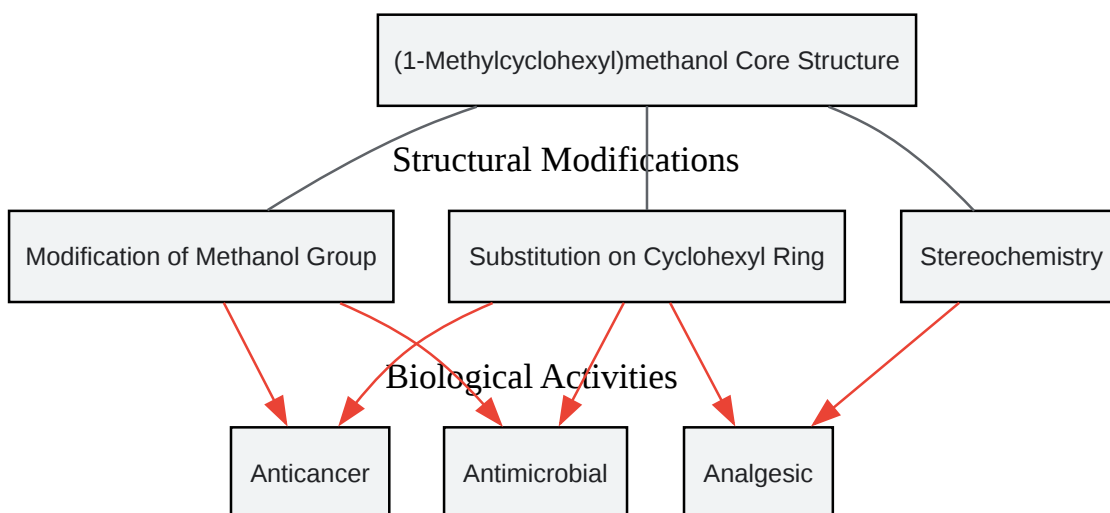 (1-Methylcyclohexyl)methanol Core Structure
Structural Modifications
Modification of Methanol Group
Substitution on Cyclohexyl Ring
Stereochemistry
Biological Activities
Anticancer
Antimicrobial
Analgesic